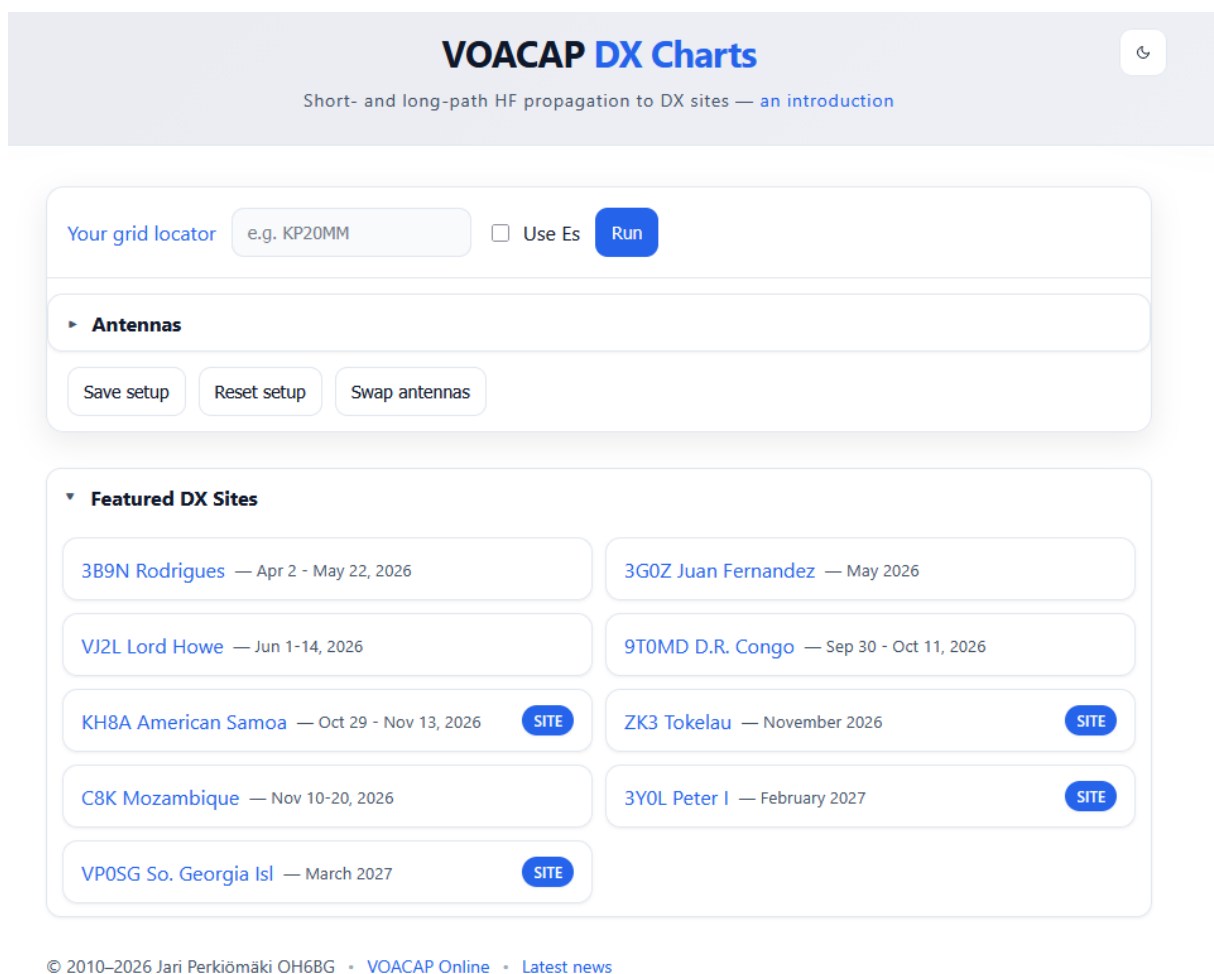 VOACAP DX Charts
Short- and long-path HF propagation to DX sites — an introduction
Your grid locator e.g. KP20MM Use Es Run
Antennas
Save setup Reset setup Swap antennas
Featured DX Sites
3B9N Rodrigues — Apr 2 - May 22, 2026
3G0Z Juan Fernandez — May 2026
VJ2L Lord Howe — Jun 1-14, 2026
9T0MD D.R. Congo — Sep 30 - Oct 11, 2026
KH8A American Samoa — Oct 29 - Nov 13, 2026 SITE
ZK3 Tokelau — November 2026 SITE
C8K Mozambique — Nov 10-20, 2026
3Y0L Peter I — February 2027 SITE
VP0SG So. Georgia Isl — March 2027 SITE
© 2010–2026 Jari Perkiömäki OH6BG • VOACAP Online • Latest news